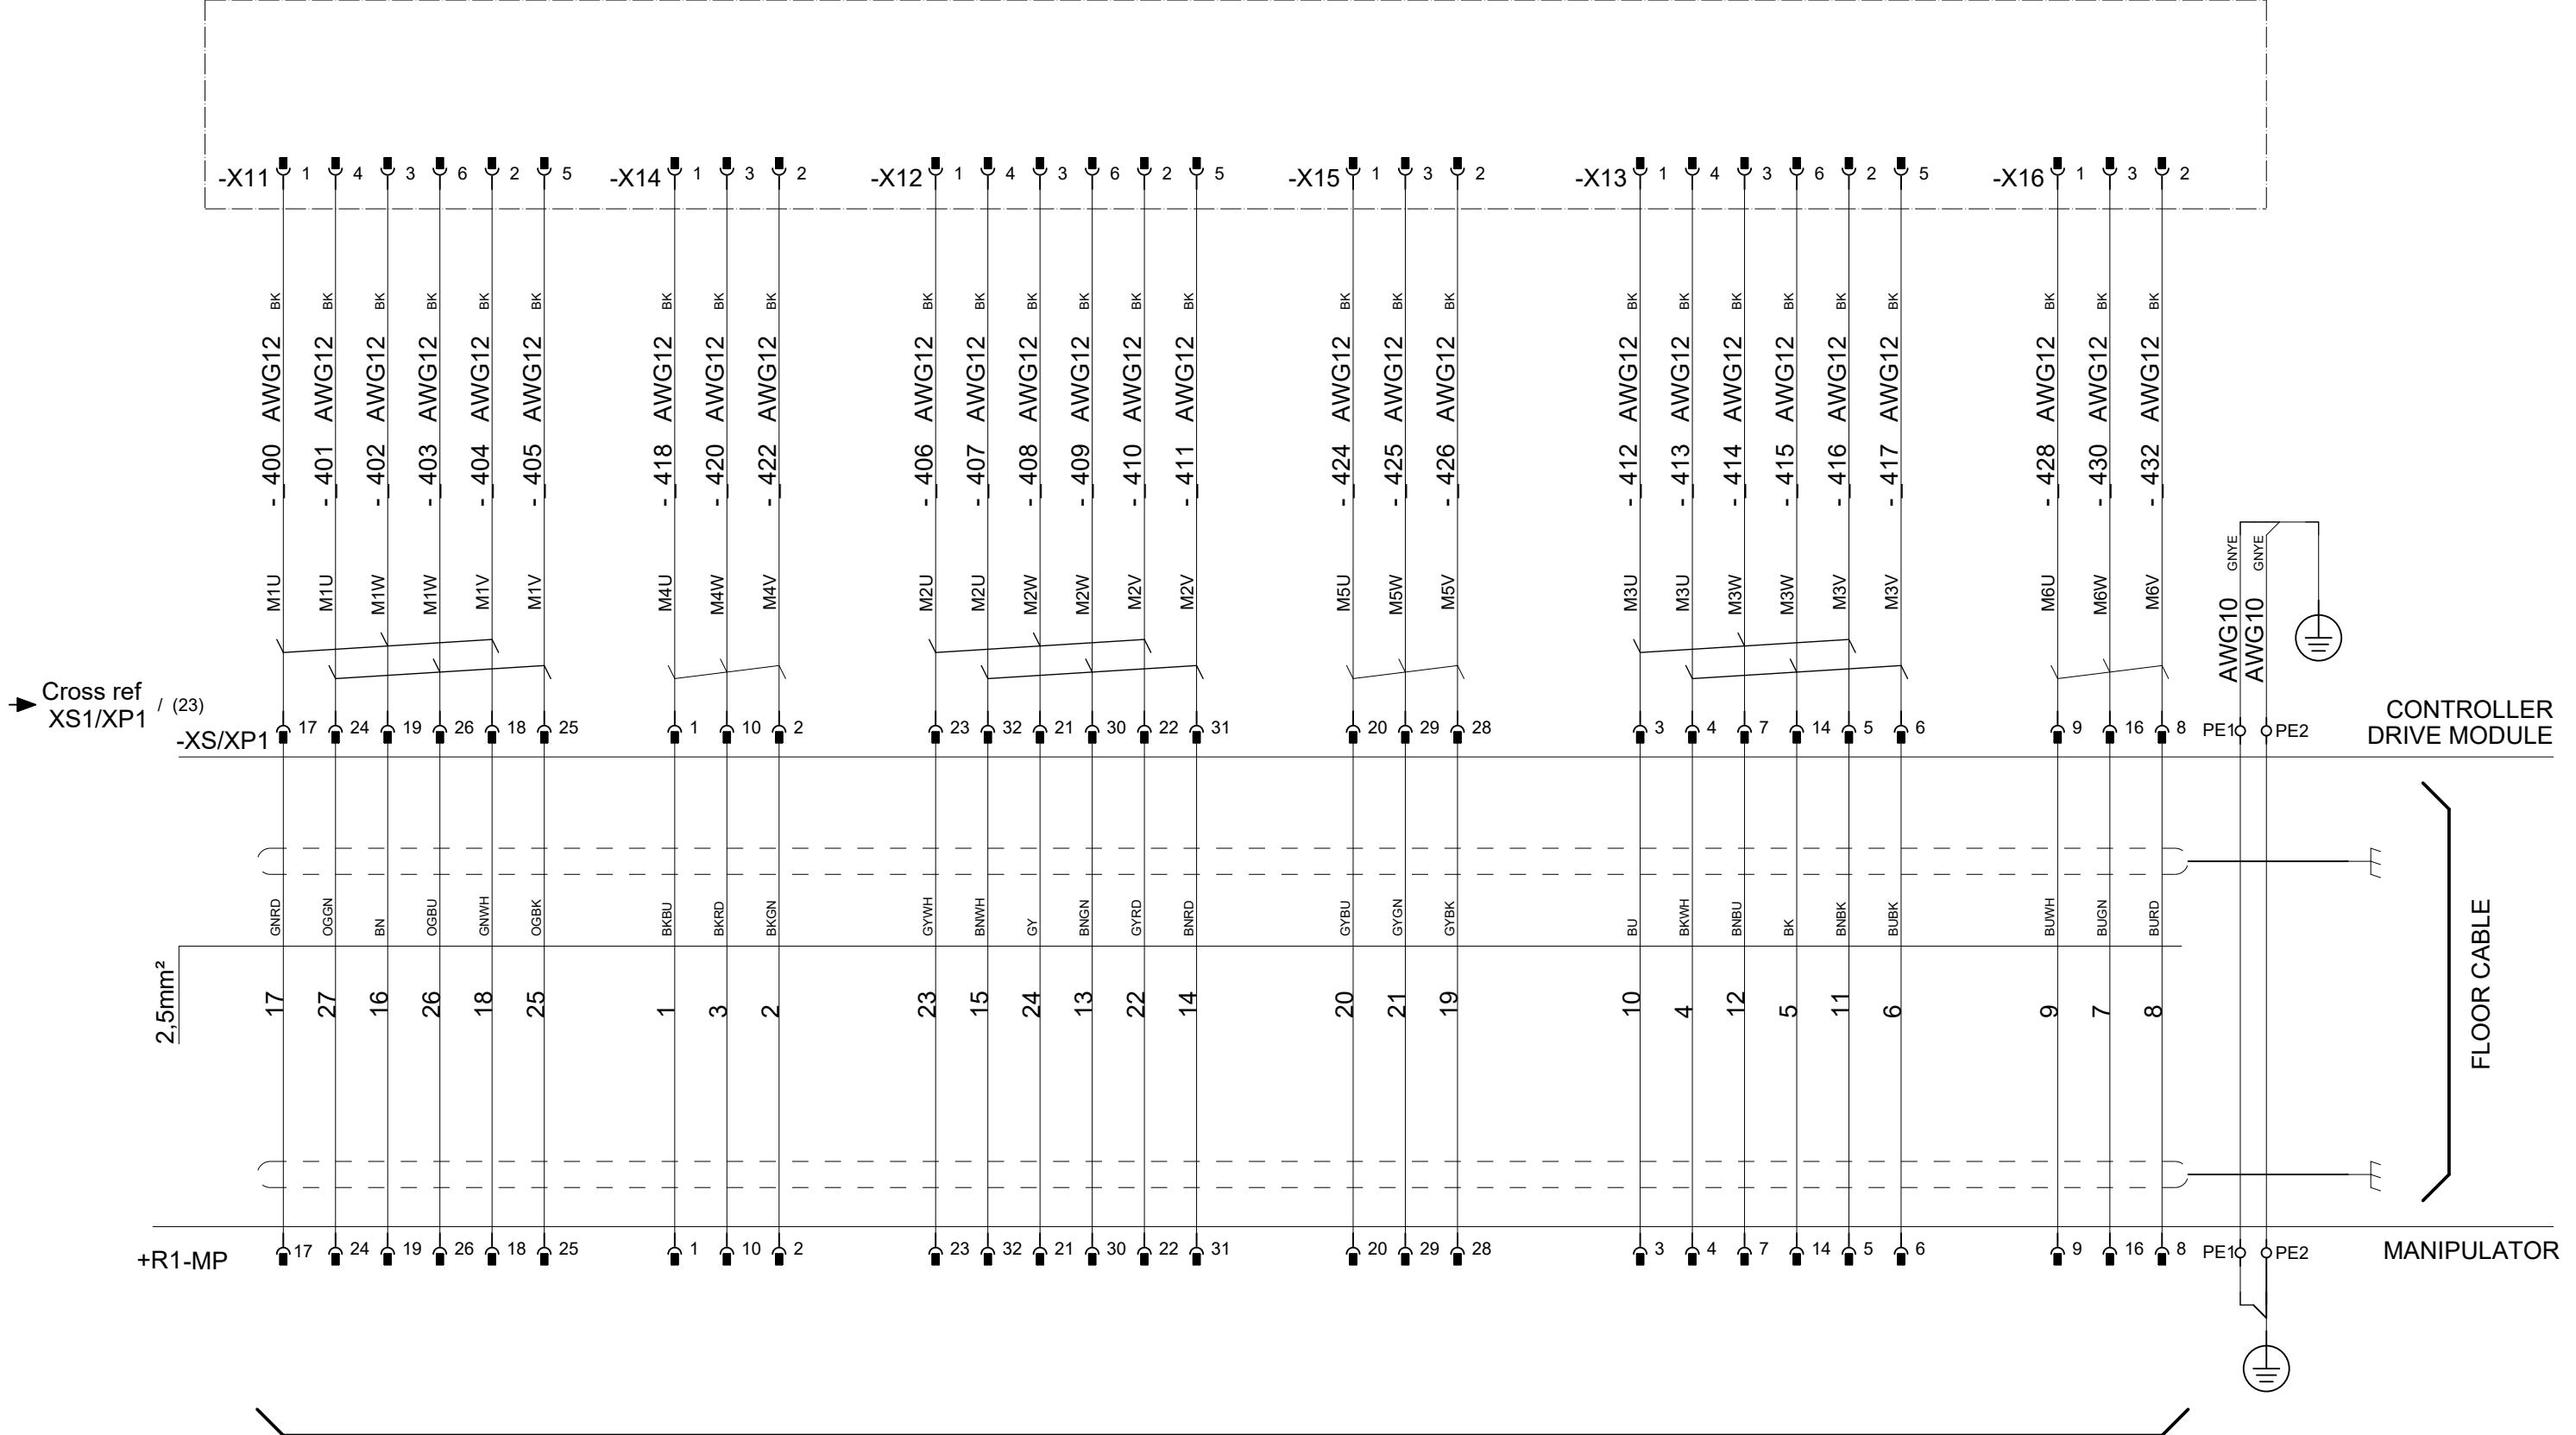 -X11 1 4 3 6 2 5 -X14 1 3 2 -X12 1 4 3 6 2 5 -X15 1 3 2 -X13 1 4 3 6 2 5 -X16 1 3 2
BK BK BK BK BK BK BK BK BK BK BK BK BK BK BK BK BK BK BK BK BK BK BK BK BK BK BK
AWG12 AWG12 AWG12 AWG12 AWG12 AWG12 AWG12 AWG12 AWG12 AWG12 AWG12 AWG12 AWG12 AWG12 AWG12 AWG12 AWG12 AWG12 AWG12 AWG12 AWG12 AWG12 AWG12 AWG12 AWG12 AWG12 AWG12
- 400 - 401 - 402 - 403 - 404 - 405 - 418 - 420 - 422 - 406 - 407 - 408 - 409 - 410 - 411 - 424 - 425 - 426 - 412 - 413 - 414 - 415 - 416 - 417 - 428 - 430 - 432
GNYE GNYE
M1U M1U M1W M1W M1V M1V M4U M4W M4V M2U M2U M2W M2W M2V M2V M5U M5W M5V M3U M3U M3W M3W M3V M3V M6U M6W M6V
AWG10 AWG10
Cross ref
XS1/XP1 / (23)
-XS/XP1 17 24 19 26 18 25 1 10 2 23 32 21 30 22 31 20 29 28 3 4 7 14 5 6 9 16 8 PE1 PE2
CONTROLLER
DRIVE MODULE
GNRD OGGN BN OGBU GNWH OGBK BKBU BKRD BKGN GYWH BNWH GY BNGN GYRD BNRD GYBU GYGN GYBK BU BKWH BNBU BK BNBK BUBK BUWH BUGN BURD
FLOOR CABLE
2,5mm²
17 27 16 26 18 25 1 3 2 23 15 24 13 22 14 20 21 19 10 4 12 5 11 6 9 7 8
+R1-MP 17 24 19 26 18 25 1 10 2 23 32 21 30 22 31 20 29 28 3 4 7 14 5 6 9 16 8 PE1 PE2
MANIPULATOR